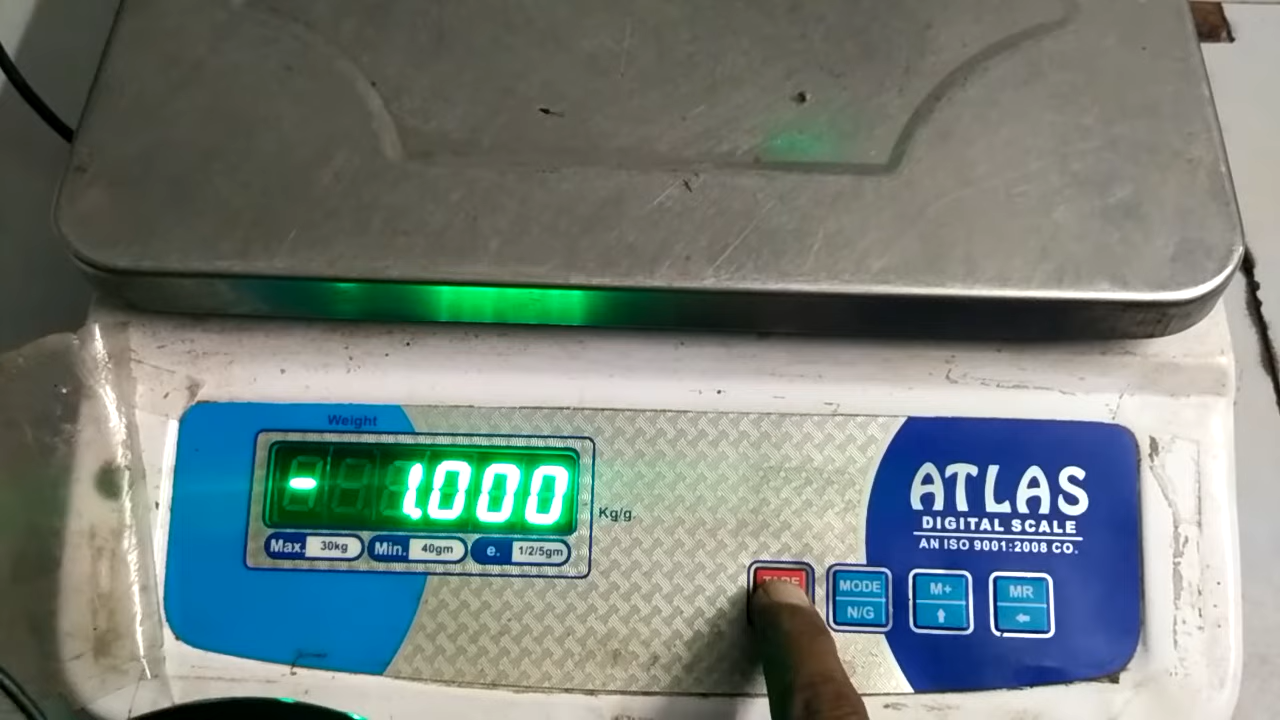 Weight
- 1.000
Kg/g.
Max. 30kg Min. 40gm e. 1/2/5gm
ATLAS
DIGITAL SCALE
AN ISO 9001:2008 CO.
MODE
N/G
M+
MR